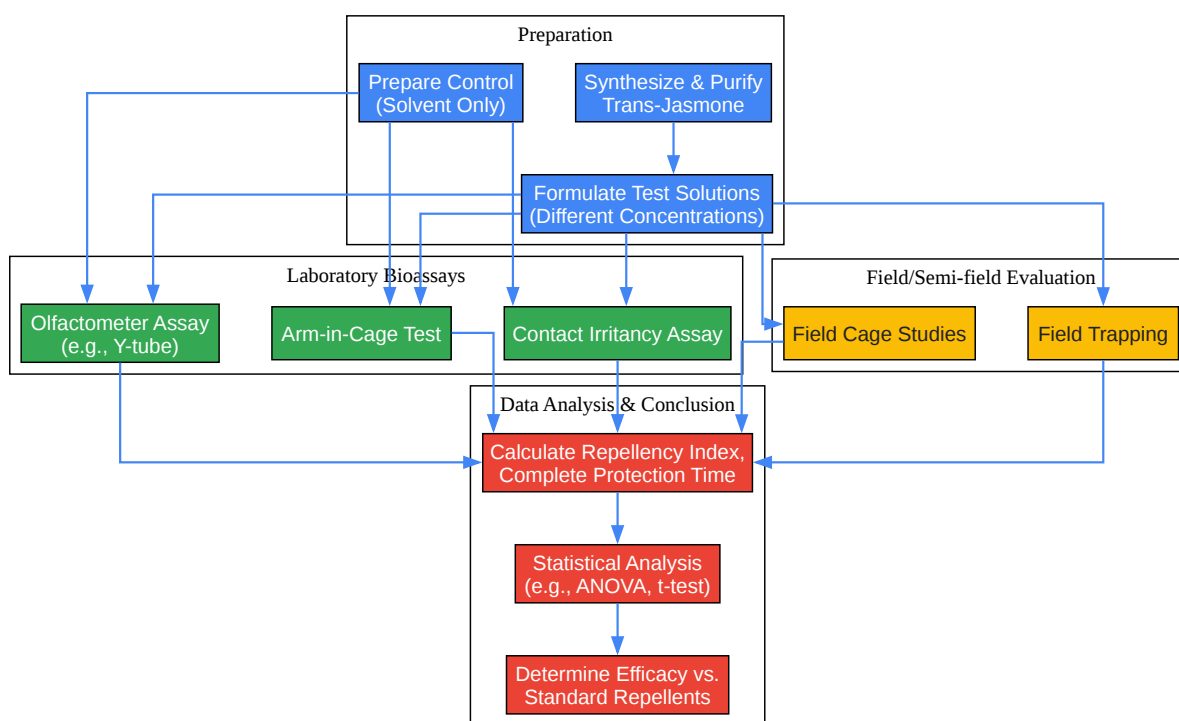 Preparation
Prepare Control
(Solvent Only)
Synthesize & Purify
Trans-Jasmone
Formulate Test Solutions
(Different Concentrations)
Laboratory Bioassays
Olfactometer Assay
(e.g., Y-tube)
Arm-in-Cage Test
Contact Irritancy Assay
Field/Semi-field Evaluation
Field Cage Studies
Field Trapping
Data Analysis & Conclusion
Calculate Repellency Index,
Complete Protection Time
Statistical Analysis
(e.g., ANOVA, t-test)
Determine Efficacy vs.
Standard Repellents